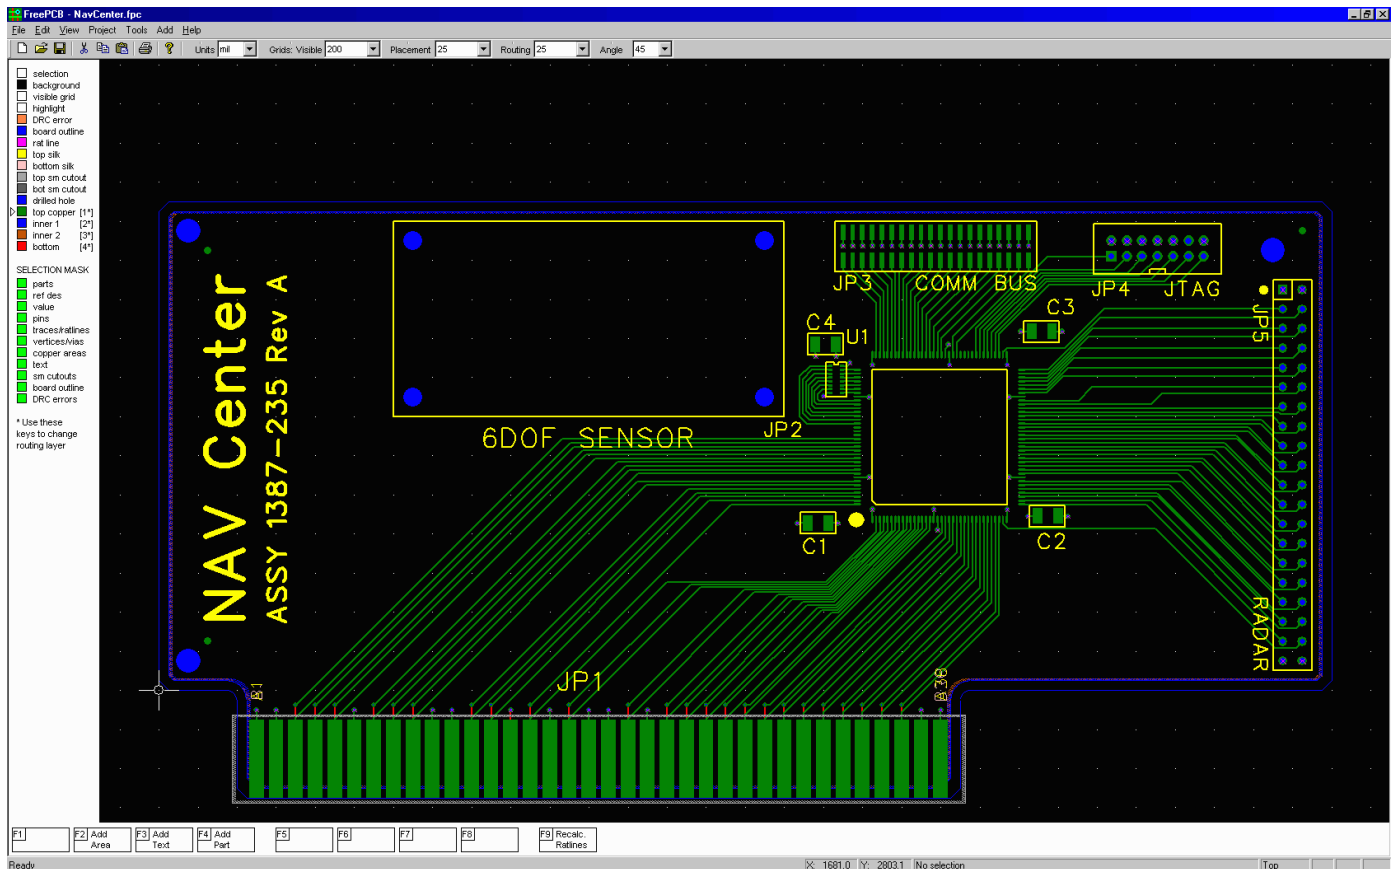 FreePCB - NavCenter.fpc
File Edit View Project Tools Add Help
Units mil Grids: Visible 200 Placement 25 Routing 25 Angle 45
selection
background
visible grid
highlight
DRC error
board outline
rat line
top silk
bottom silk
top sm cutout
bot sm cutout
drilled hole
top copper [1*]
inner 1 [2*]
inner 2 [3*]
bottom [4*]
SELECTION MASK
parts
ref des
value
pins
traces/ratlines
vertices/vias
copper areas
text
sm cutouts
board outline
DRC errors
* Use these
keys to change
routing layer
NAV Center
ASSY 1387-235 Rev A
6DOF SENSOR
JP2
JP3 COMM BUS
JP4 JTAG
C4
U1
C3
JP5
RADAR
C1
C2
JP1
B1
F1
F2 Add Area
F3 Add Text
F4 Add Part
F5
F6
F7
F8
F9 Recalc. Ratlines
Ready X: 1681.0 Y: 2803.1 No selection Top